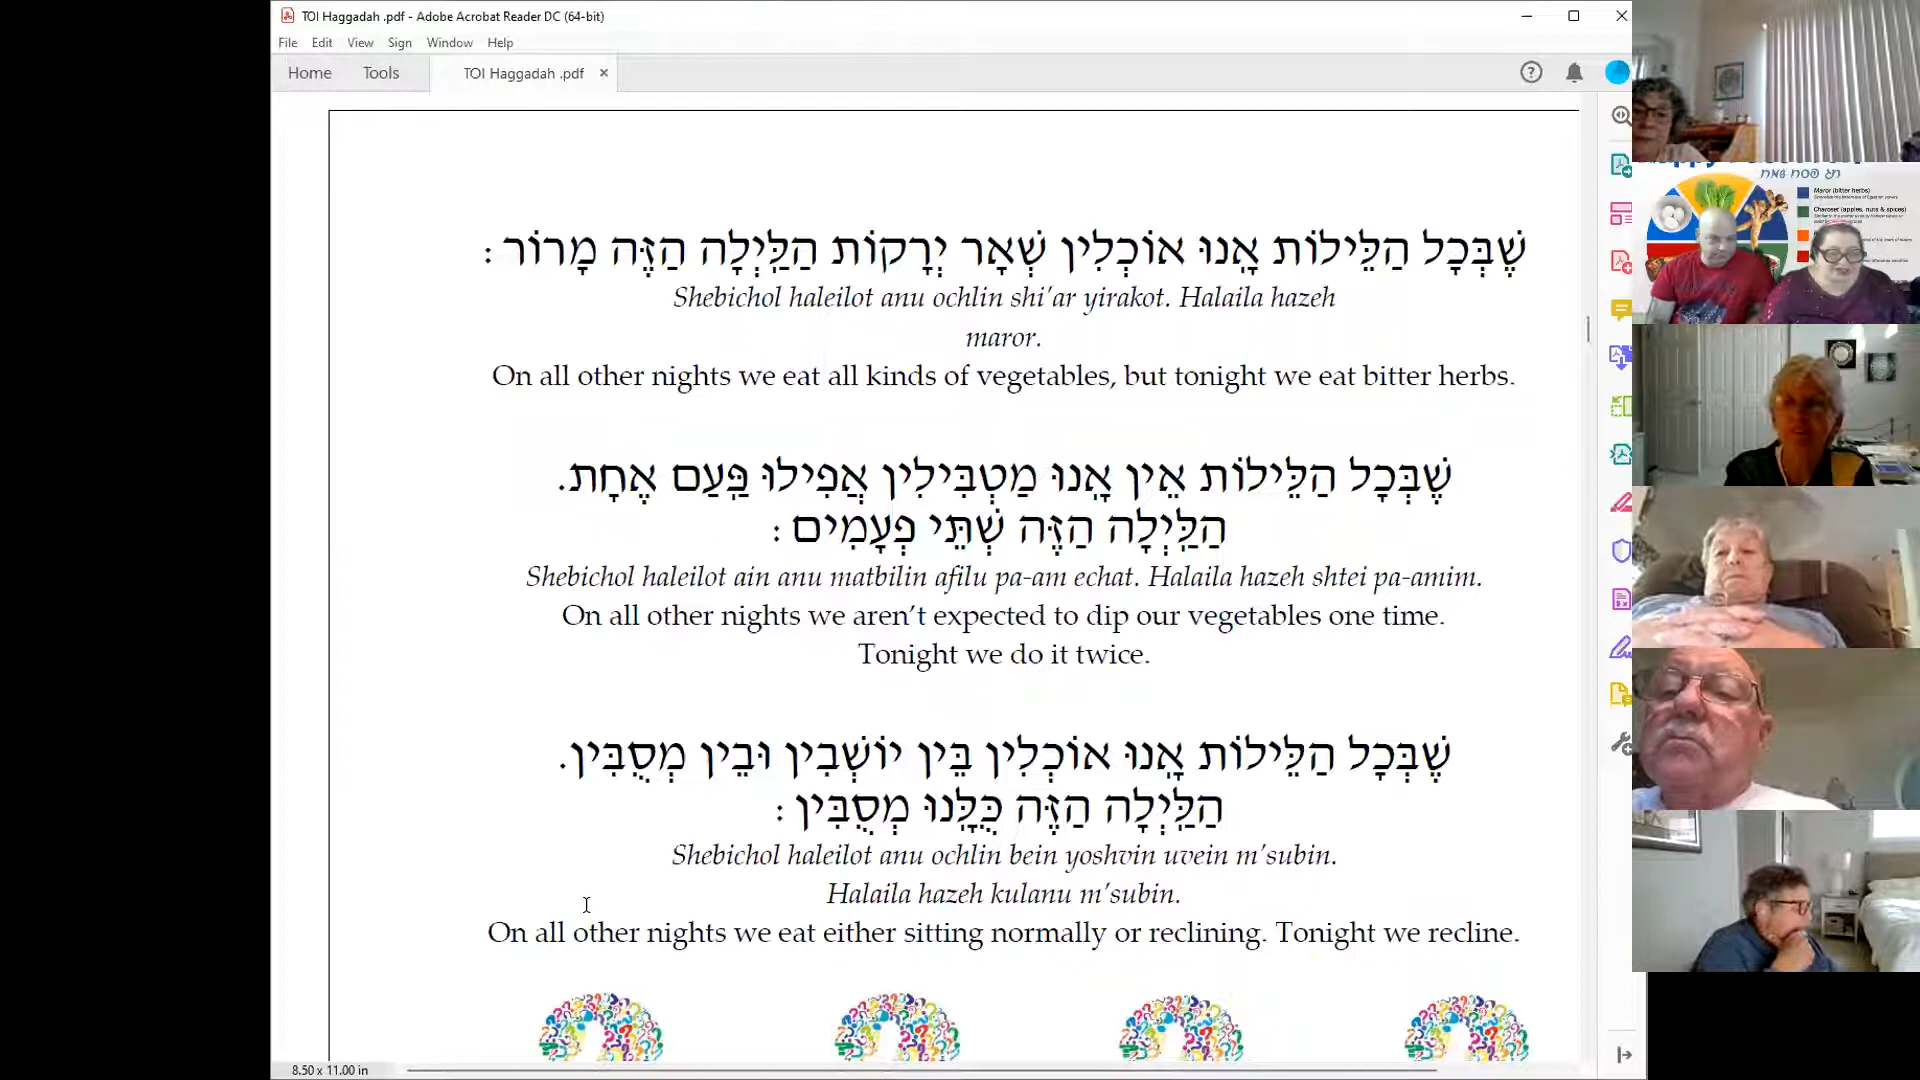 TOI Haggadah .pdf - Adobe Acrobat Reader DC (64-bit)
File Edit View Sign Window Help
Home Tools TOI Haggadah .pdf
שֶׁבְּכָל הַלֵּילוֹת אָֽנוּ אוֹכְלִין שְׁאָר יְרָקוֹת הַלַּֽיְלָה הַזֶּה מָרוֹר :
Shebichol haleilot anu ochlin shi’ar yirakot. Halaila hazeh
maror.
On all other nights we eat all kinds of vegetables, but tonight we eat bitter herbs.
שֶׁבְּכָל הַלֵּילוֹת אֵין אָֽנוּ מַטְבִּילִין אֲפִילוּ פַּֽעַם אֶחָת.
הַלַּֽיְלָה הַזֶּה שְׁתֵּי פְעָמִים :
Shebichol haleilot ain anu matbilin afilu pa-am echat. Halaila hazeh shtei pa-amim.
On all other nights we aren’t expected to dip our vegetables one time.
Tonight we do it twice.
שֶׁבְּכָל הַלֵּילוֹת אָֽנוּ אוֹכְלִין בֵּין יוֹשְׁבִין וּבֵין מְסֻבִּין.
הַלַּֽיְלָה הַזֶּה כֻּלָּֽנוּ מְסֻבִּין :
Shebichol haleilot anu ochlin bein yoshvin uvein m’subin.
Halaila hazeh kulanu m’subin.
On all other nights we eat either sitting normally or reclining. Tonight we recline.
8.50 x 11.00 in
Maror (bitter herbs)
Charoset (apples, nuts & spices)